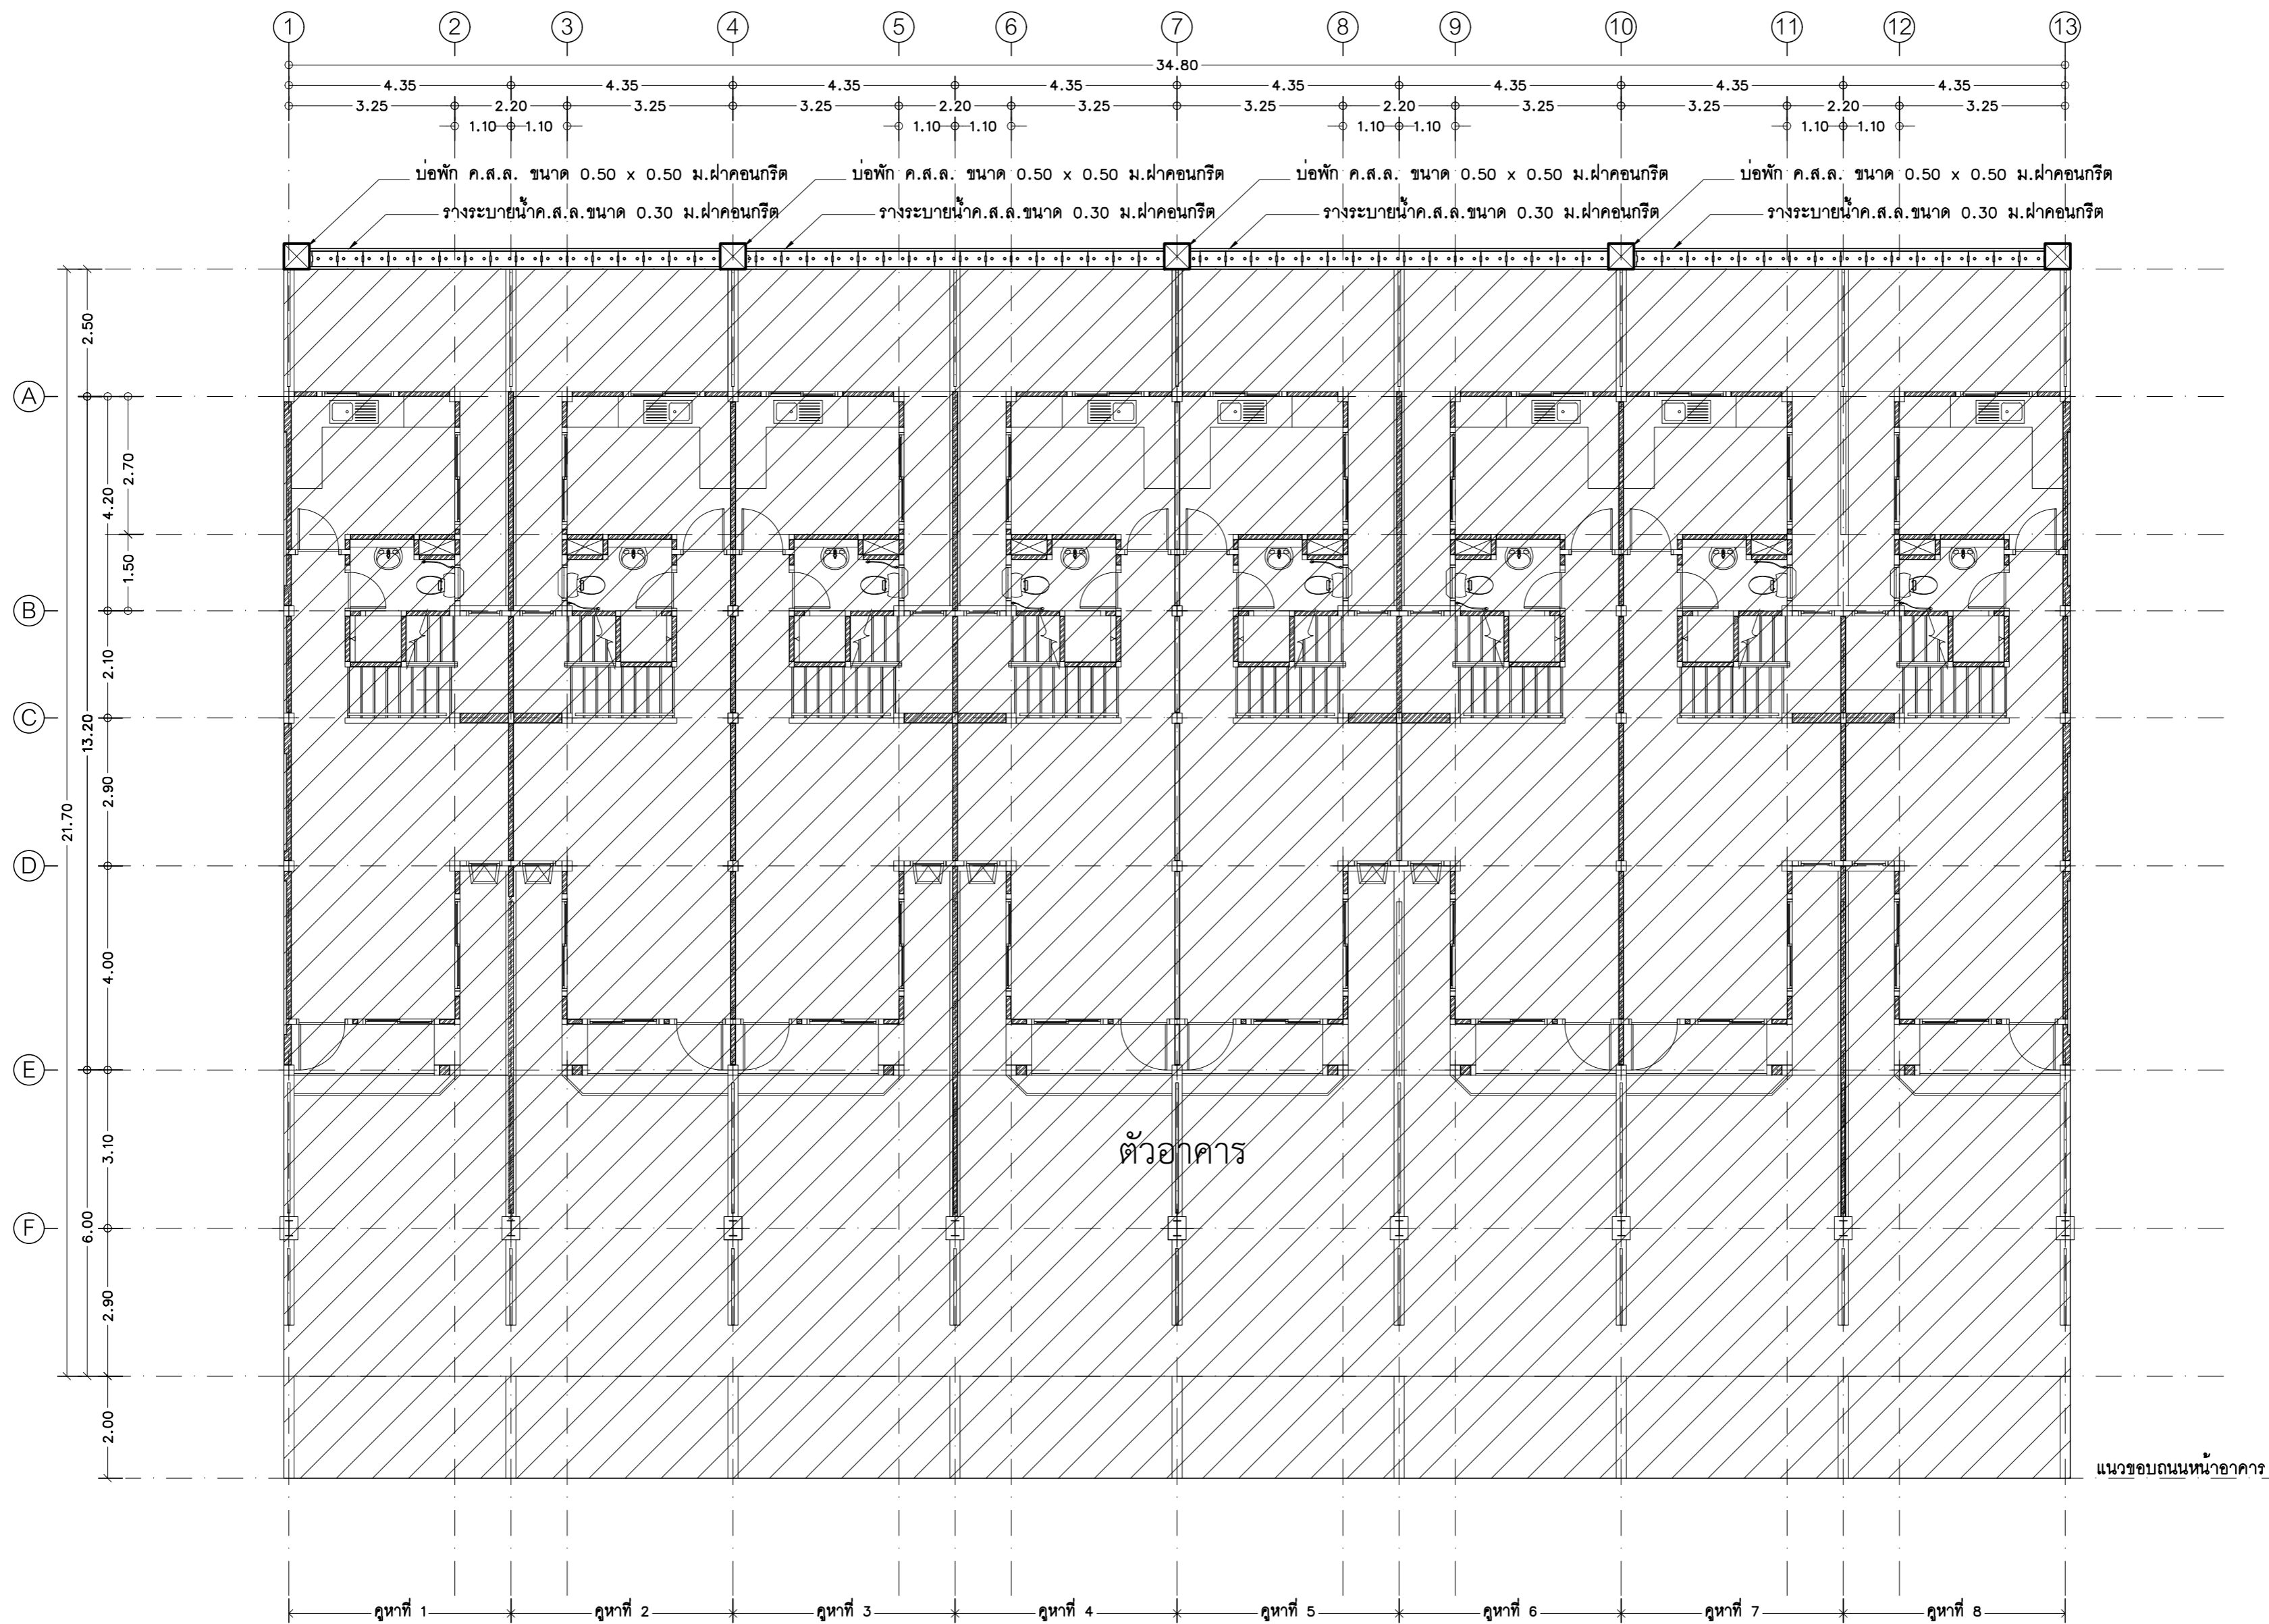 1 2 3 4 5 6 7 8 9 10 11 12 13
34.80
4.35 4.35 4.35 4.35 4.35 4.35 4.35 4.35
3.25 2.20 3.25 3.25 2.20 3.25 3.25 2.20 3.25 3.25 2.20 3.25
1.10 1.10 1.10 1.10 1.10 1.10 1.10 1.10
บ่อพัก ค.ส.ล. ขนาด 0.50 x 0.50 ม.ฝาคอนกรีต บ่อพัก ค.ส.ล. ขนาด 0.50 x 0.50 ม.ฝาคอนกรีต บ่อพัก ค.ส.ล. ขนาด 0.50 x 0.50 ม.ฝาคอนกรีต บ่อพัก ค.ส.ล. ขนาด 0.50 x 0.50 ม.ฝาคอนกรีต
รางระบายน้ำค.ส.ล.ขนาด 0.30 ม.ฝาคอนกรีต รางระบายน้ำค.ส.ล.ขนาด 0.30 ม.ฝาคอนกรีต รางระบายน้ำค.ส.ล.ขนาด 0.30 ม.ฝาคอนกรีต รางระบายน้ำค.ส.ล.ขนาด 0.30 ม.ฝาคอนกรีต
2.50
A
2.70
4.20
1.50
B
2.10
C
13.20
2.90
21.70
D
4.00
E
3.10
ตัวอาคาร
6.00
F
2.90
2.00
แนวขอบถนนหน้าอาคาร
คูหาที่ 1 คูหาที่ 2 คูหาที่ 3 คูหาที่ 4 คูหาที่ 5 คูหาที่ 6 คูหาที่ 7 คูหาที่ 8